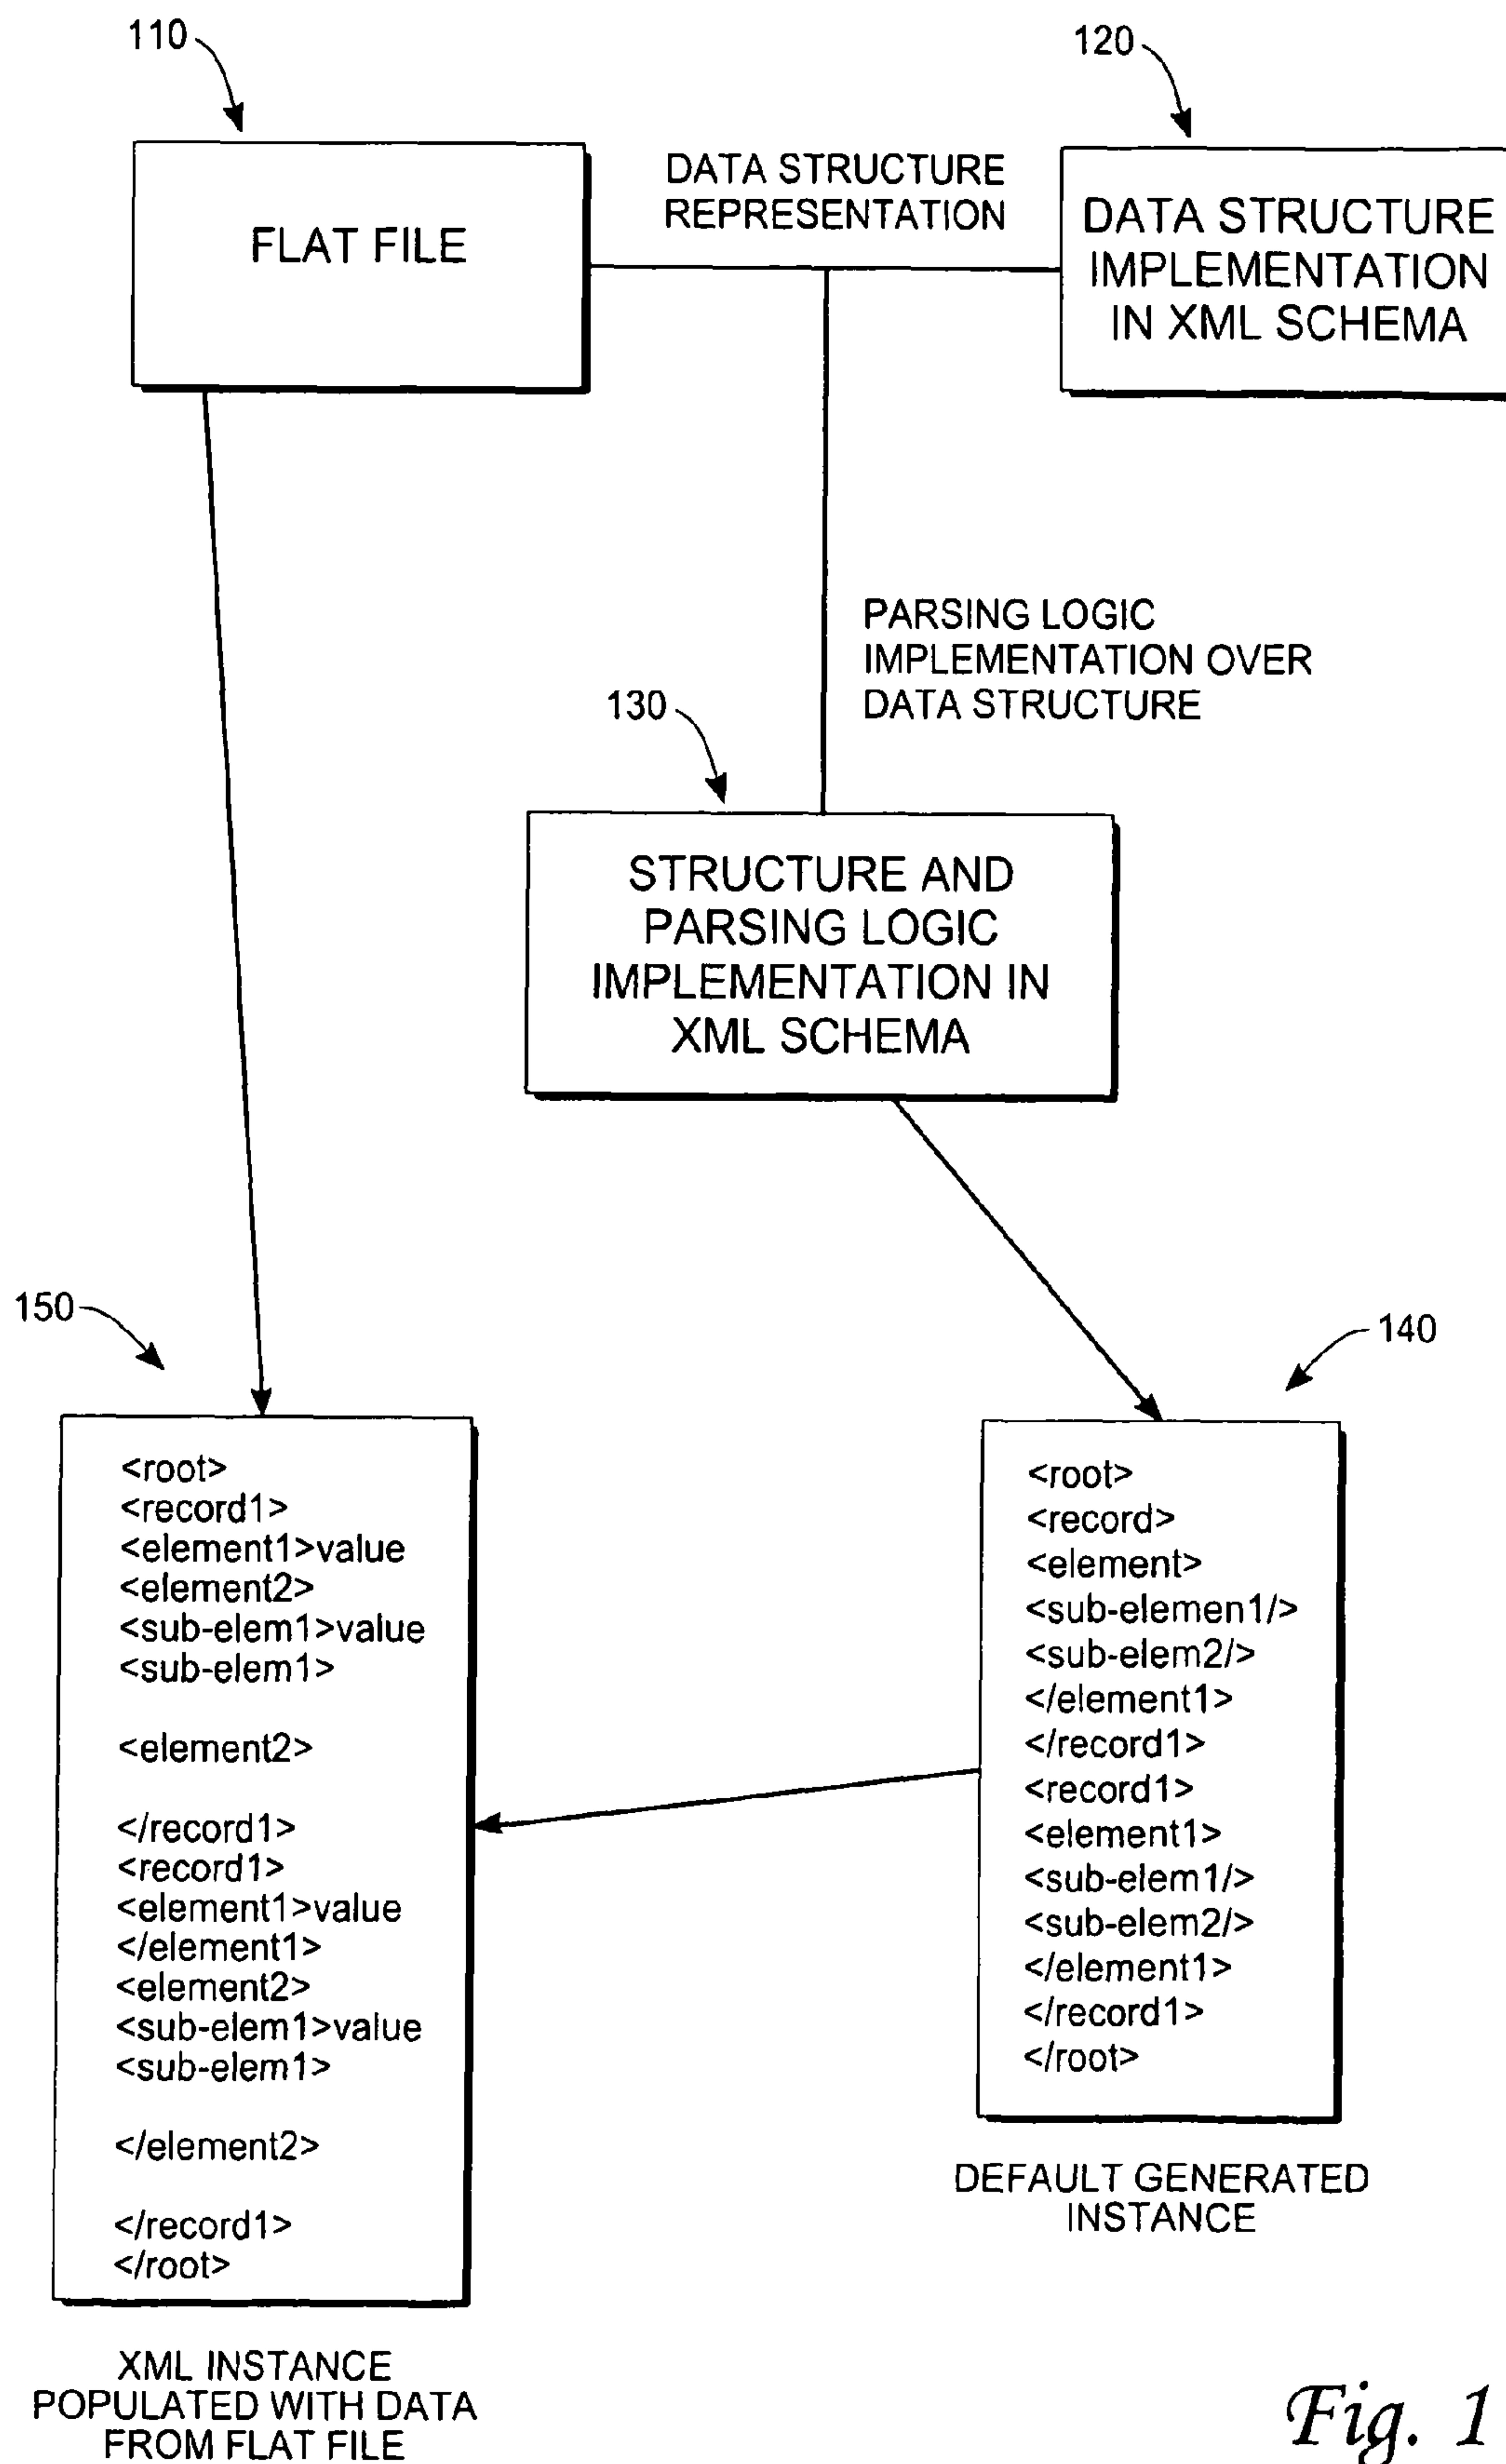 110
120
FLAT FILE
DATA STRUCTURE
REPRESENTATION
DATA STRUCTURE
IMPLEMENTATION
IN XML SCHEMA
PARSING LOGIC
IMPLEMENTATION OVER
DATA STRUCTURE
130
STRUCTURE AND
PARSING LOGIC
IMPLEMENTATION IN
XML SCHEMA
150
140
<root>
<record1>
<element1>value
<element2>
<sub-elem1>value
<sub-elem1>
<element2>
</record1>
<record1>
<element1>value
</element1>
<element2>
<sub-elem1>value
<sub-elem1>
</element2>
</record1>
</root>
XML INSTANCE
POPULATED WITH DATA
FROM FLAT FILE
<root>
<record>
<element>
<sub-elemen1/>
<sub-elem2/>
</element1>
</record1>
<record1>
<element1>
<sub-elem1/>
<sub-elem2/>
</element1>
</record1>
</root>
DEFAULT GENERATED
INSTANCE
Fig. 1